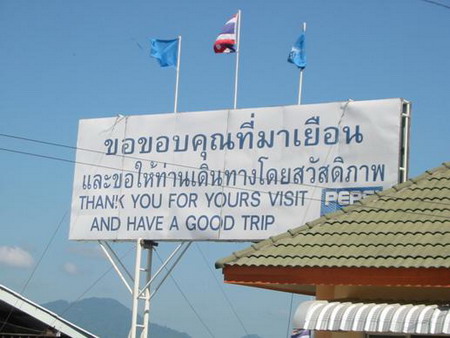 ขอขอบคุณที่มาเยือน
และขอให้ท่านเดินทางโดยสวัสดิภาพ
THANK YOU FOR YOURS VISIT
AND HAVE A GOOD TRIP